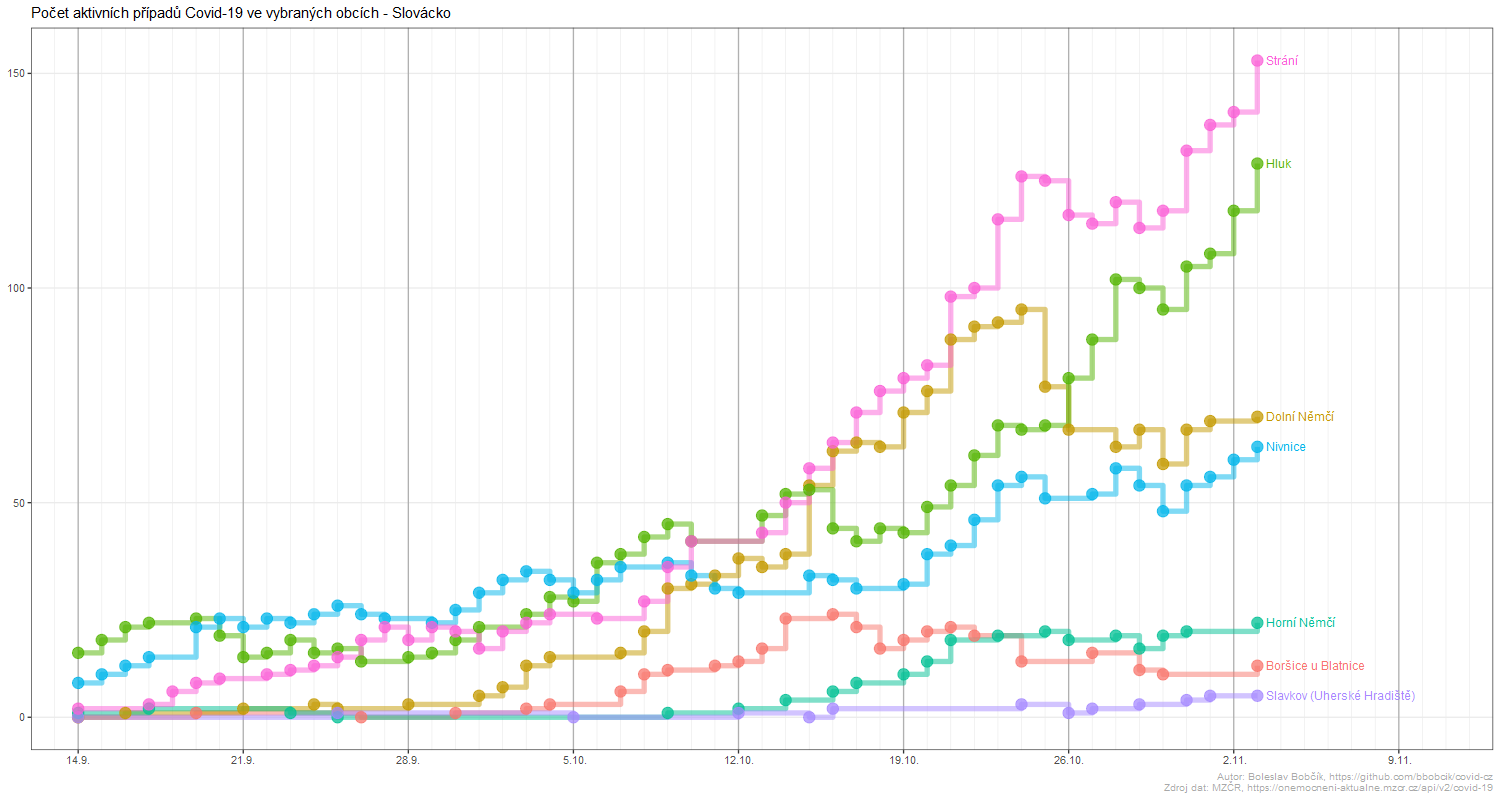 Počet aktivních případů Covid-19 ve vybraných obcích - Slovácko
150
100
50
0
Strání
Hluk
Dolní Němčí
Nivnice
Horní Němčí
Boršice u Blatnice
Slavkov (Uherské Hradiště)
14.9.
21.9.
28.9.
5.10.
12.10.
19.10.
26.10.
2.11.
9.11.
Autor: Boleslav Bobčík, https://github.com/bbobcik/covid-cz
Zdroj dat: MZČR, https://onemocneni-aktualne.mzcr.cz/api/v2/covid-19